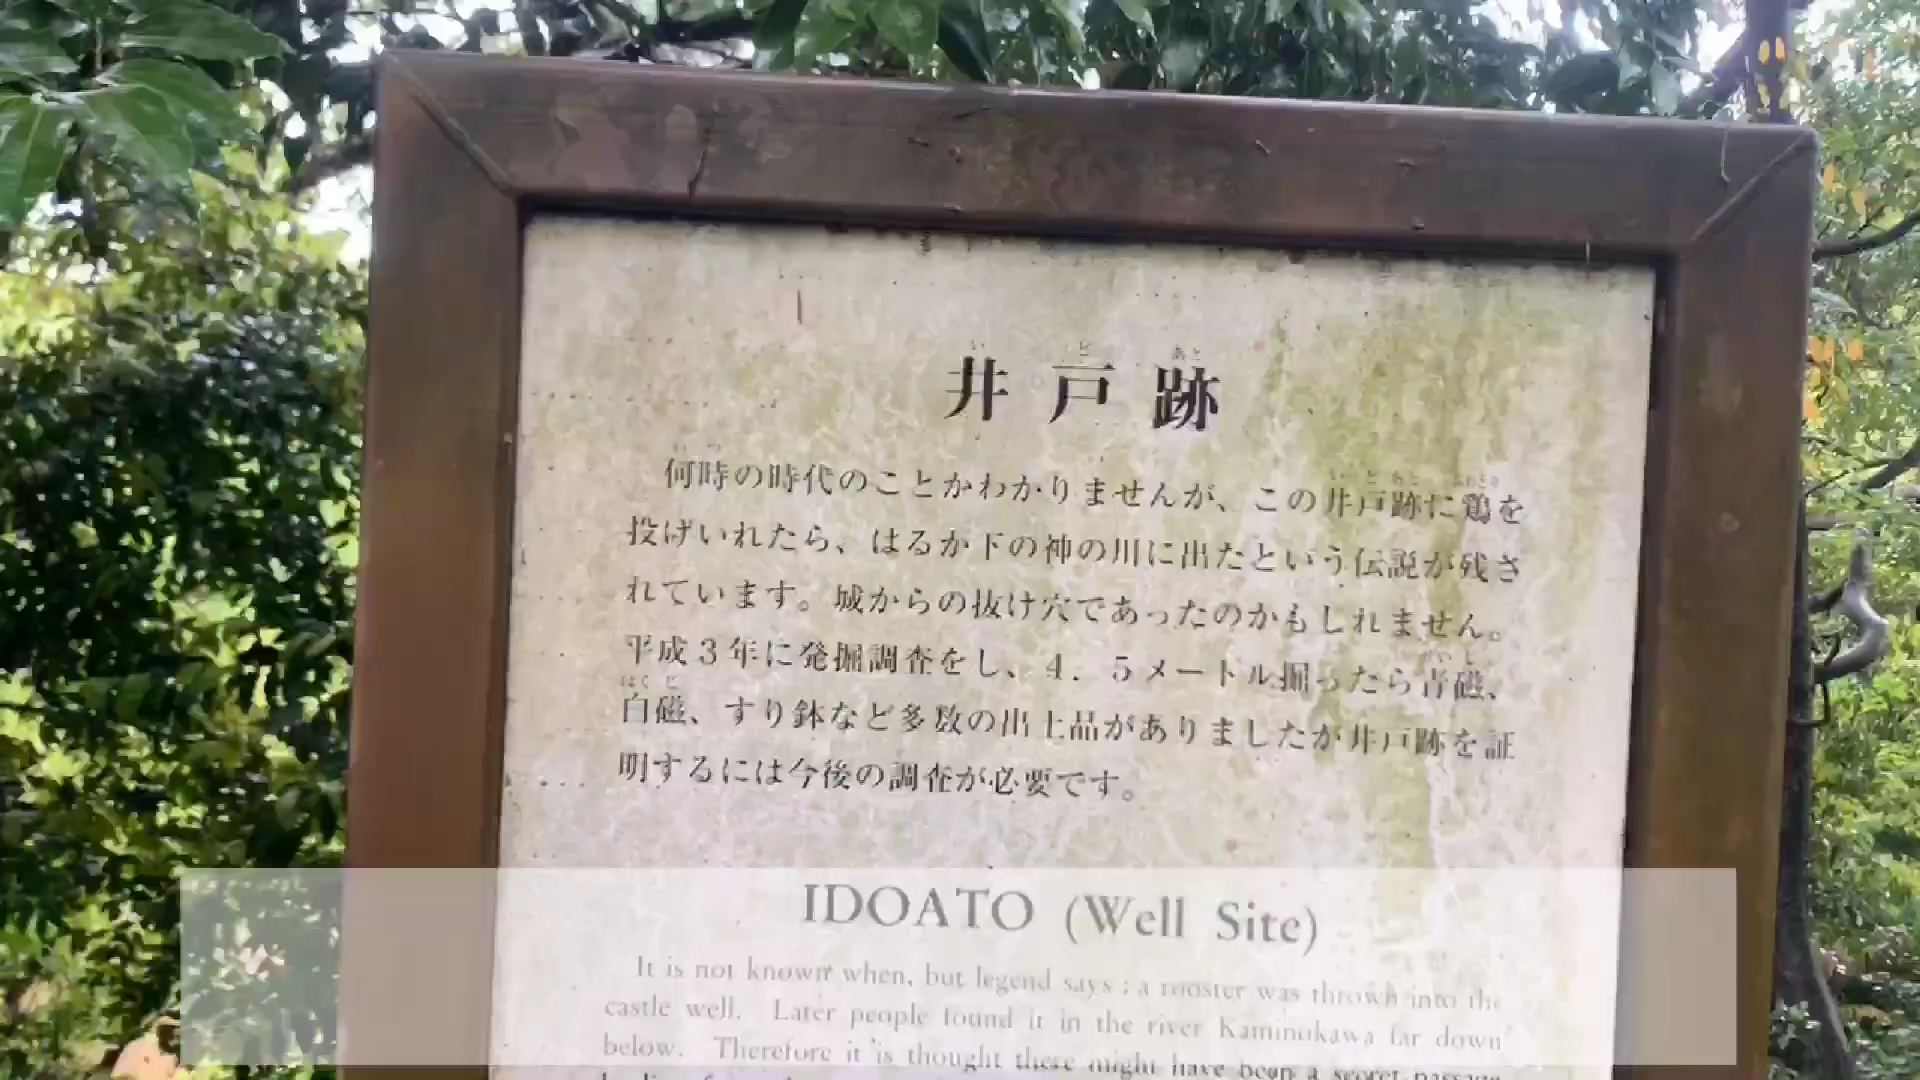 井戸跡
何時の時代のことかわかりませんが、この井戸跡に鶏を
投げいれたら、はるか下の神の川に出たという伝説が残さ
れています。城からの抜け穴であったのかもしれません。
平成3年に発掘調査をし、4．5メートル掘ったら青磁、
白磁、すり鉢など多数の出土品がありましたが井戸跡を証
明するには今後の調査が必要です。
IDOATO (Well Site)
It is not known when, but legend says ; a rooster was thrown into the
castle well. Later people found it in the river Kaminokawa far down
below. Therefore it is thought there might have been a secret passage